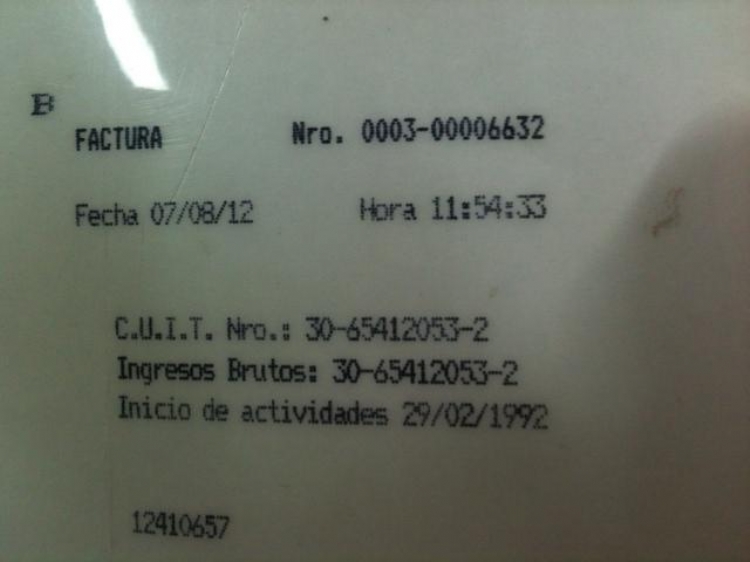 B
FACTURA Nro. 0003-00006632
Fecha 07/08/12 Hora 11:54:33
C.U.I.T. Nro.: 30-65412053-2
Ingresos Brutos: 30-65412053-2
Inicio de actividades 29/02/1992
12410657